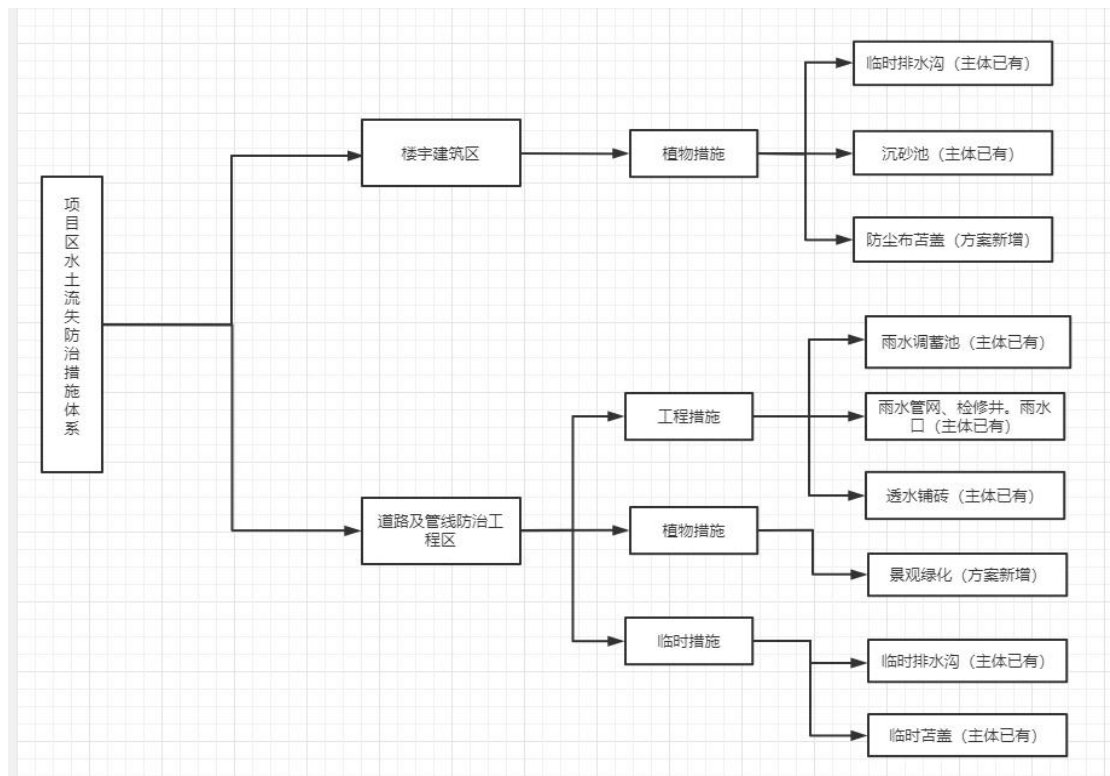 项目区水土流失防治措施体系
楼宇建筑区
植物措施
临时排水沟（主体已有）
沉砂池（主体已有）
防尘布苫盖（方案新增）
道路及管线防治工
程区
工程措施
雨水调蓄池（主体已有）
雨水管网、检修井。雨水
口（主体已有）
透水铺砖（主体已有）
植物措施
景观绿化（方案新增）
临时措施
临时排水沟（主体已有）
临时苫盖（主体已有）